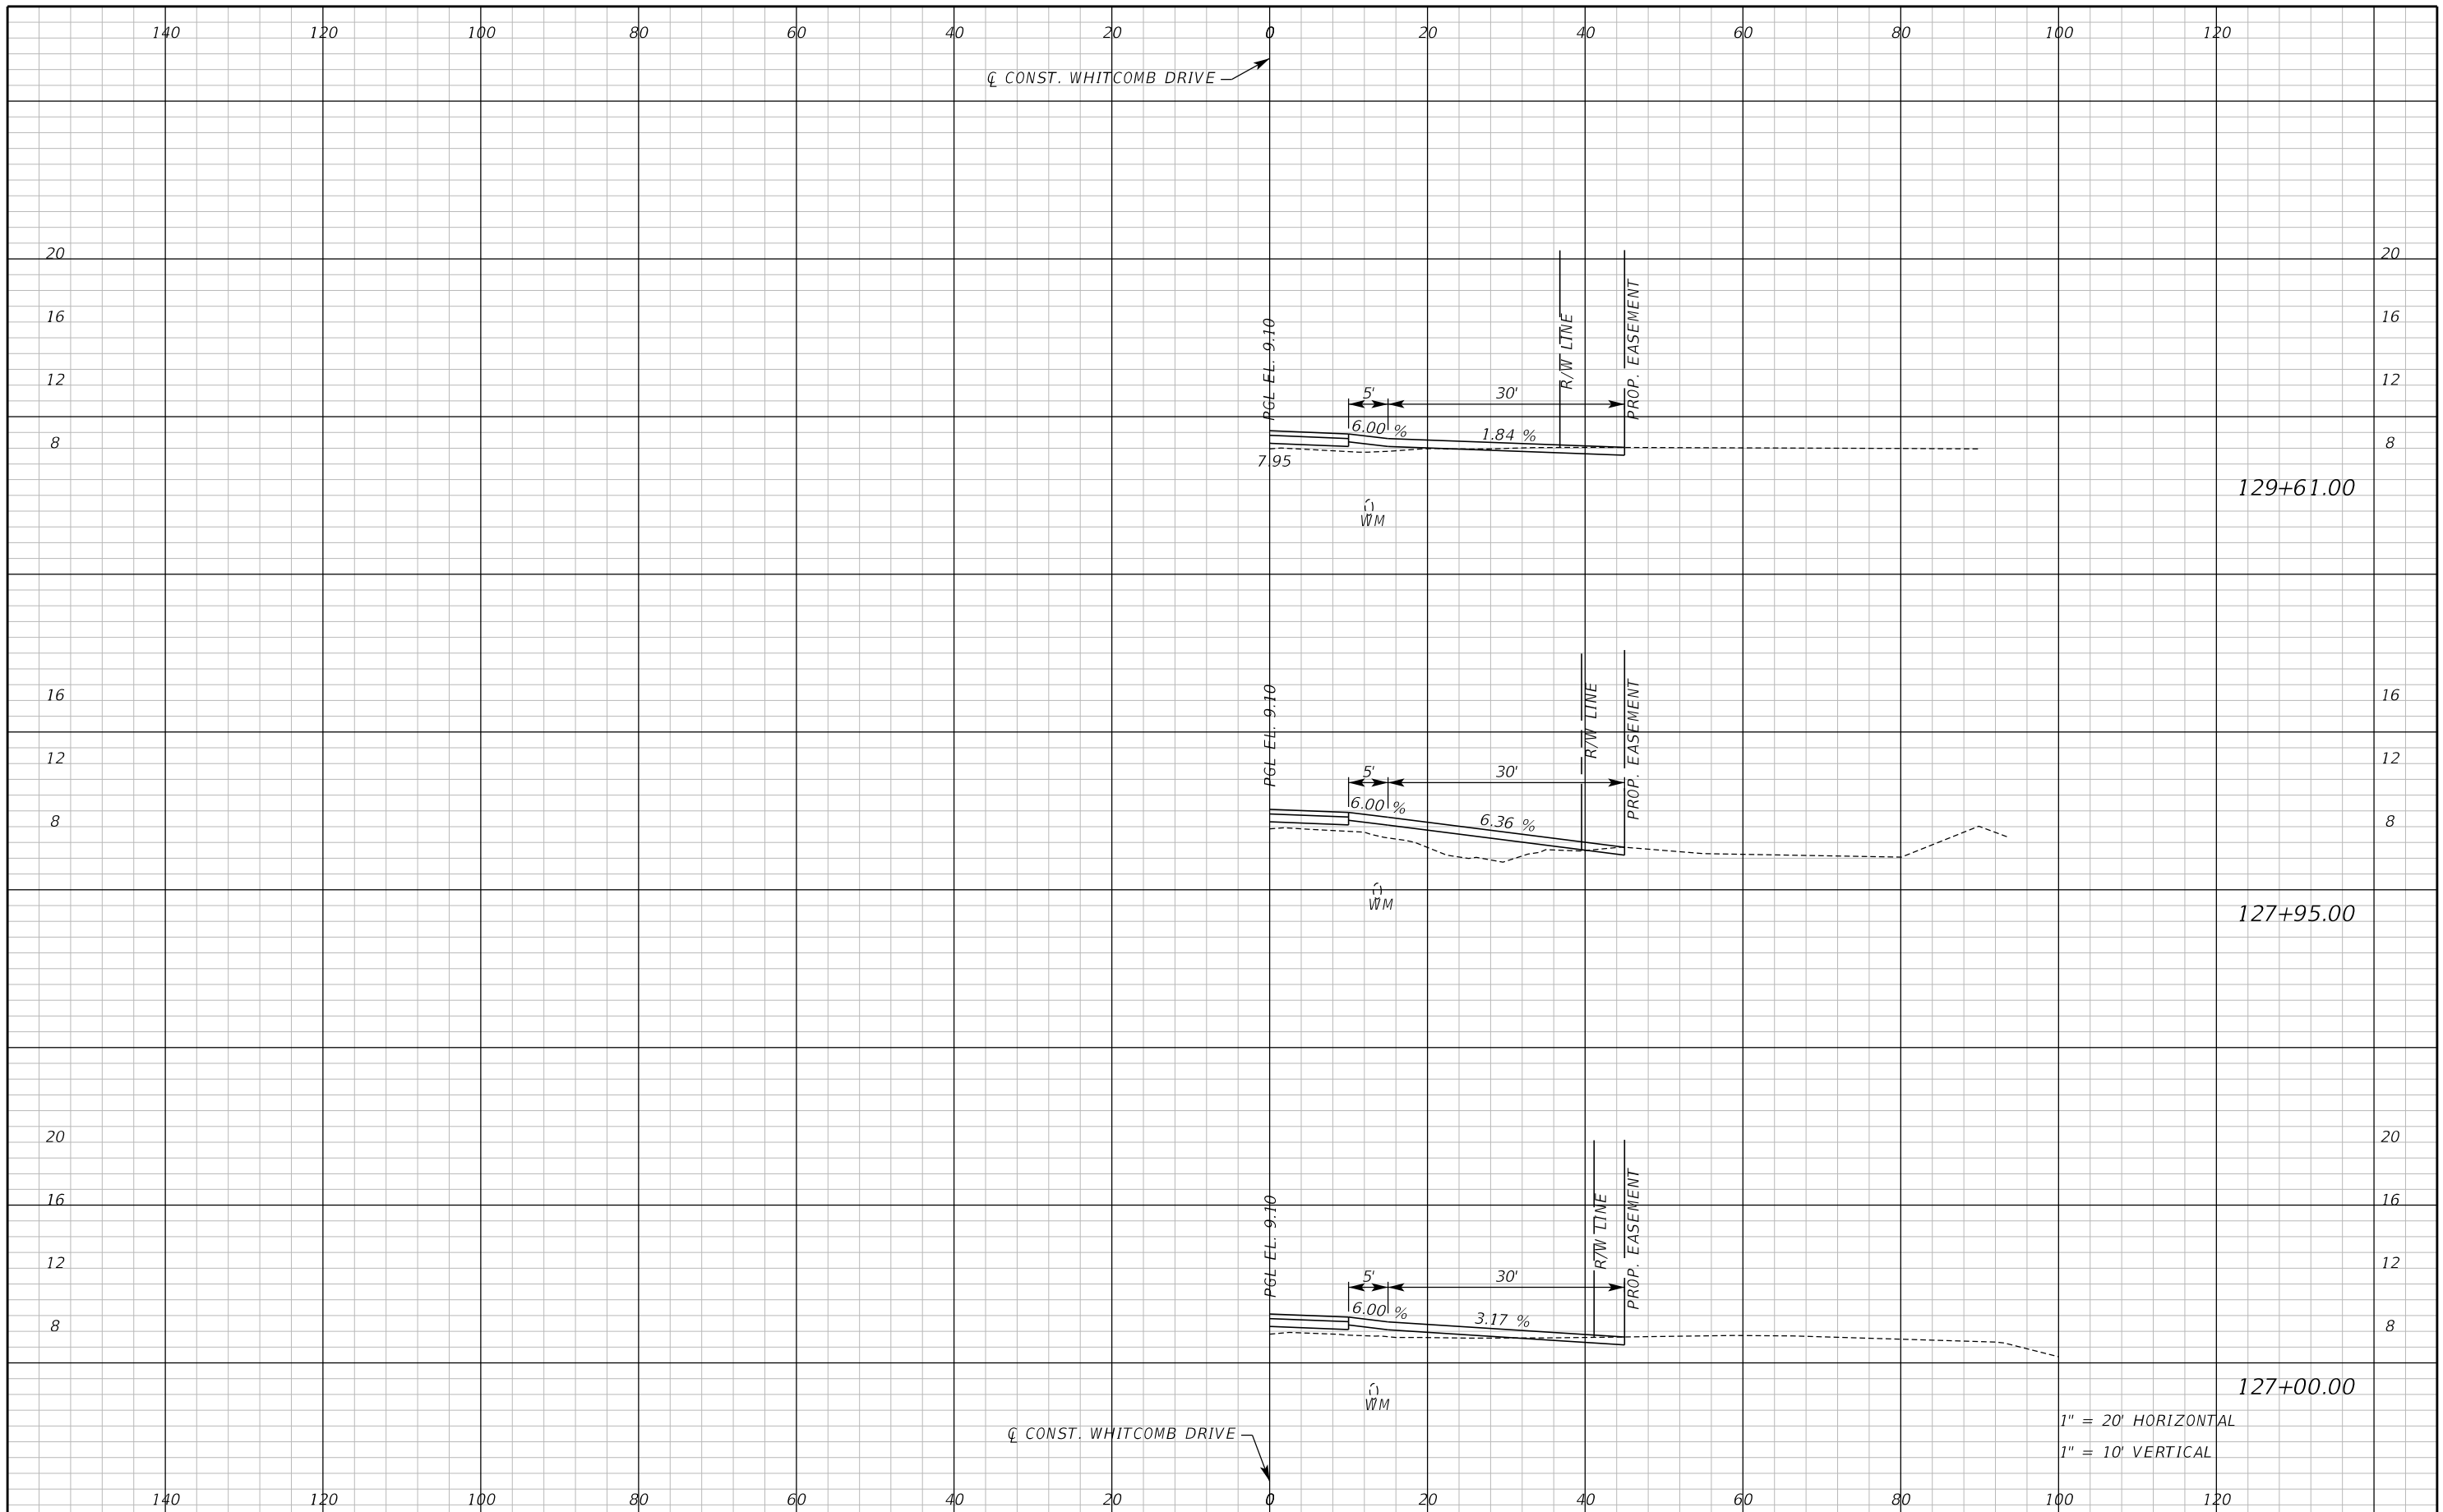 140 120 100 80 60 40 20 0 20 40 60 80 100 120
℄ CONST. WHITCOMB DRIVE
20 20
16 16
12 12
8 8
PGL EL. 9.10
R/W LINE
PROP. EASEMENT
5' 30'
6.00 % 1.84 %
7.95
129+61.00
WM
16 16
12 12
8 8
PGL EL. 9.10
R/W LINE
PROP. EASEMENT
5' 30'
6.00 % 6.36 %
WM
127+95.00
20 20
16 16
12 12
8 8
PGL EL. 9.10
R/W LINE
PROP. EASEMENT
5' 30'
6.00 % 3.17 %
127+00.00
WM
1" = 20' HORIZONTAL
℄ CONST. WHITCOMB DRIVE
1" = 10' VERTICAL
140 120 100 80 60 40 20 0 20 40 60 80 100 120